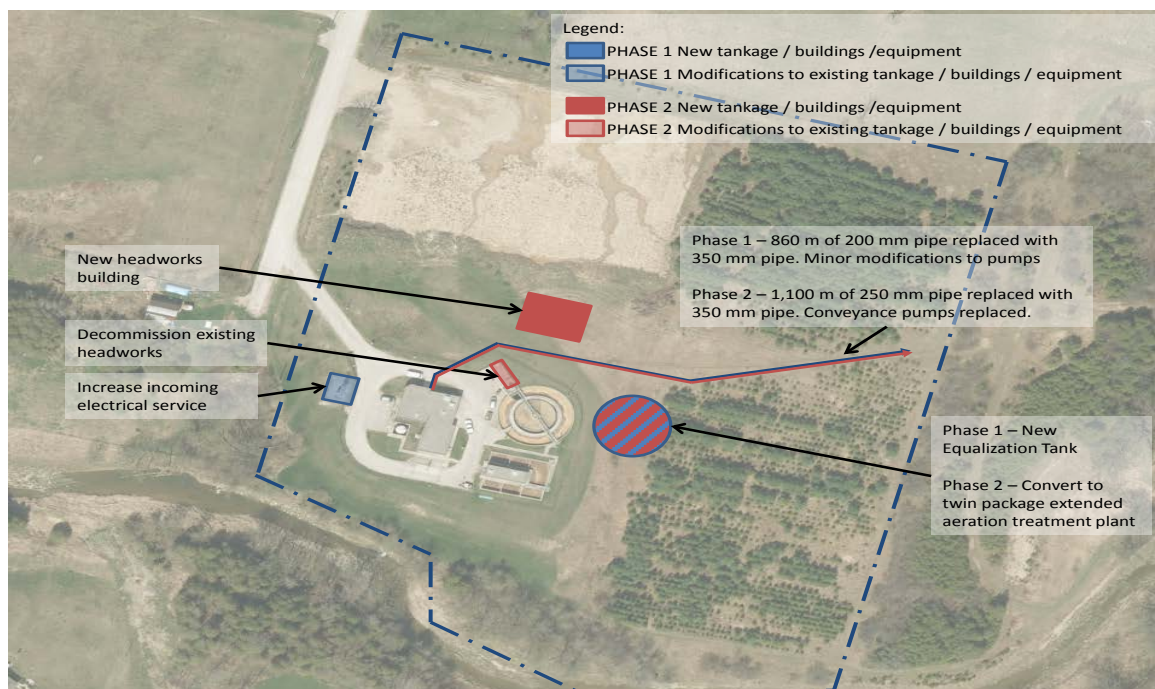 Legend:
PHASE 1 New tankage / buildings /equipment
PHASE 1 Modifications to existing tankage / buildings / equipment
PHASE 2 New tankage / buildings /equipment
PHASE 2 Modifications to existing tankage / buildings / equipment
Phase 1 – 860 m of 200 mm pipe replaced with
350 mm pipe. Minor modifications to pumps
Phase 2 – 1,100 m of 250 mm pipe replaced with
350 mm pipe. Conveyance pumps replaced.
New headworks
building
Decommission existing
headworks
Increase incoming
electrical service
Phase 1 – New
Equalization Tank
Phase 2 – Convert to
twin package extended
aeration treatment plant